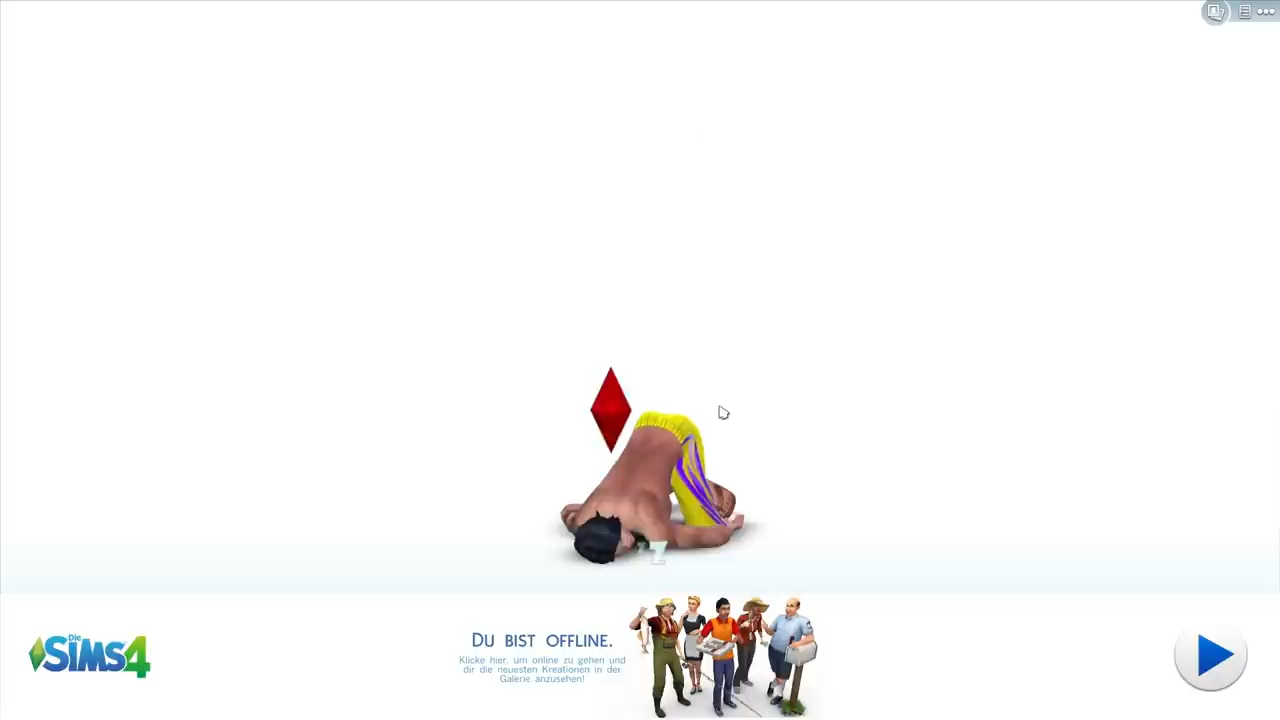 Z
Die
SIMS4
DU BIST OFFLINE.
Klicke hier, um online zu gehen und
dir die neuesten Kreationen in der
Galerie anzusehen!